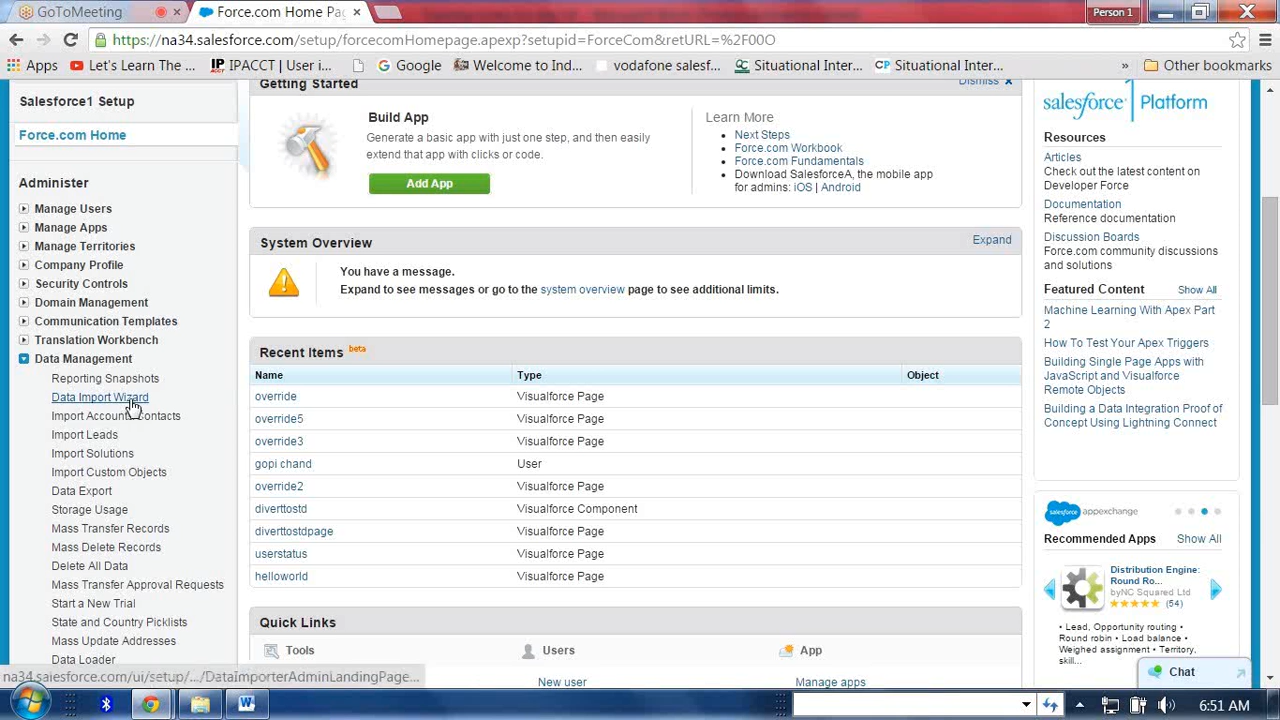 GoToMeeting
Force.com Home Pa
Person 1
https://na34.salesforce.com/setup/forcecomHomepageapexp?setupid=ForceCom&retURL=%2F00O
Apps
Let's Learn The ...
IPACCT | User i...
Google
Welcome to Ind...
vodafone salesf...
Situational Inter...
Situational Inter...
»
Other bookmarks
Salesforce1 Setup
Force.com Home
Administer
Manage Users
Manage Apps
Manage Territories
Company Profile
Security Controls
Domain Management
Communication Templates
Translation Workbench
Data Management
Reporting Snapshots
Data Import Wizard
Import Account Contacts
Import Leads
Import Solutions
Import Custom Objects
Data Export
Storage Usage
Mass Transfer Records
Mass Delete Records
Delete All Data
Mass Transfer Approval Requests
Start a New Trial
State and Country Picklists
Mass Update Addresses
Data Loader
na34.salesforce.com/ui/setup/.../DataImporterAdminLandingPage...
Getting Started
Dismiss
Build App
Generate a basic app with just one step, and then easily
extend that app with clicks or code.
Add App
Learn More
• Next Steps
• Force.com Workbook
• Force.com Fundamentals
• Download SalesforceA, the mobile app
for admins: iOS | Android
System Overview
Expand
You have a message.
Expand to see messages or go to the system overview page to see additional limits.
Recent Items beta
Name Type Object
override Visualforce Page
override5 Visualforce Page
override3 Visualforce Page
gopi chand User
override2 Visualforce Page
diverttostd Visualforce Component
diverttostdpage Visualforce Page
userstatus Visualforce Page
helloworld Visualforce Page
Quick Links
Tools
Users
App
New user
Manage apps
salesforce Platform
Resources
Articles
Check out the latest content on
Developer Force
Documentation
Reference documentation
Discussion Boards
Force.com community discussions
and solutions
Featured Content Show All
Machine Learning With Apex Part
2
How To Test Your Apex Triggers
Building Single Page Apps with
JavaScript and Visualforce
Remote Objects
Building a Data Integration Proof of
Concept Using Lightning Connect
salesforce appexchange
Recommended Apps Show All
Distribution Engine:
Round Ro...
byNC Squared Ltd
(54)
• Lead, Opportunity routing •
Round robin • Load balance •
Weighed assignment • Territory,
skill...
Chat
6:51 AM